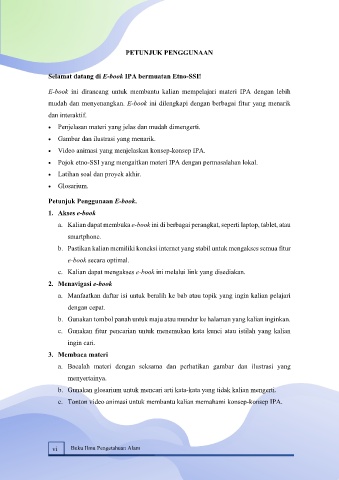 PETUNJUK PENGGUNAAN
Selamat datang di E-book IPA bermuatan Etno-SSI!
E-book ini dirancang untuk membantu kalian mempelajari materi IPA dengan lebih
mudah dan menyenangkan. E-book ini dilengkapi dengan berbagai fitur yang menarik
dan interaktif.
• Penjelasan materi yang jelas dan mudah dimengerti.
• Gambar dan ilustrasi yang menarik.
• Video animasi yang menjelaskan konsep-konsep IPA.
• Pojok etno-SSI yang mengaitkan materi IPA dengan permasalahan lokal.
• Latihan soal dan proyek akhir.
• Glosarium.
Petunjuk Penggunaan E-book.
1. Akses e-book
a. Kalian dapat membuka e-book ini di berbagai perangkat, seperti laptop, tablet, atau
smartphone.
b. Pastikan kalian memiliki koneksi internet yang stabil untuk mengakses semua fitur
e-book secara optimal.
c. Kalian dapat mengakses e-book ini melalui link yang disediakan.
2. Menavigasi e-book
a. Manfaatkan daftar isi untuk beralih ke bab atau topik yang ingin kalian pelajari
dengan cepat.
b. Gunakan tombol panah untuk maju atau mundur ke halaman yang kalian inginkan.
c. Gunakan fitur pencarian untuk menemukan kata kunci atau istilah yang kalian
ingin cari.
3. Membaca materi
a. Bacalah materi dengan seksama dan perhatikan gambar dan ilustrasi yang
menyertainya.
b. Gunakan glosarium untuk mencari arti kata-kata yang tidak kalian mengerti.
c. Tonton video animasi untuk membantu kalian memahami konsep-konsep IPA.
vi Buku Ilmu Pengetahuan Alam